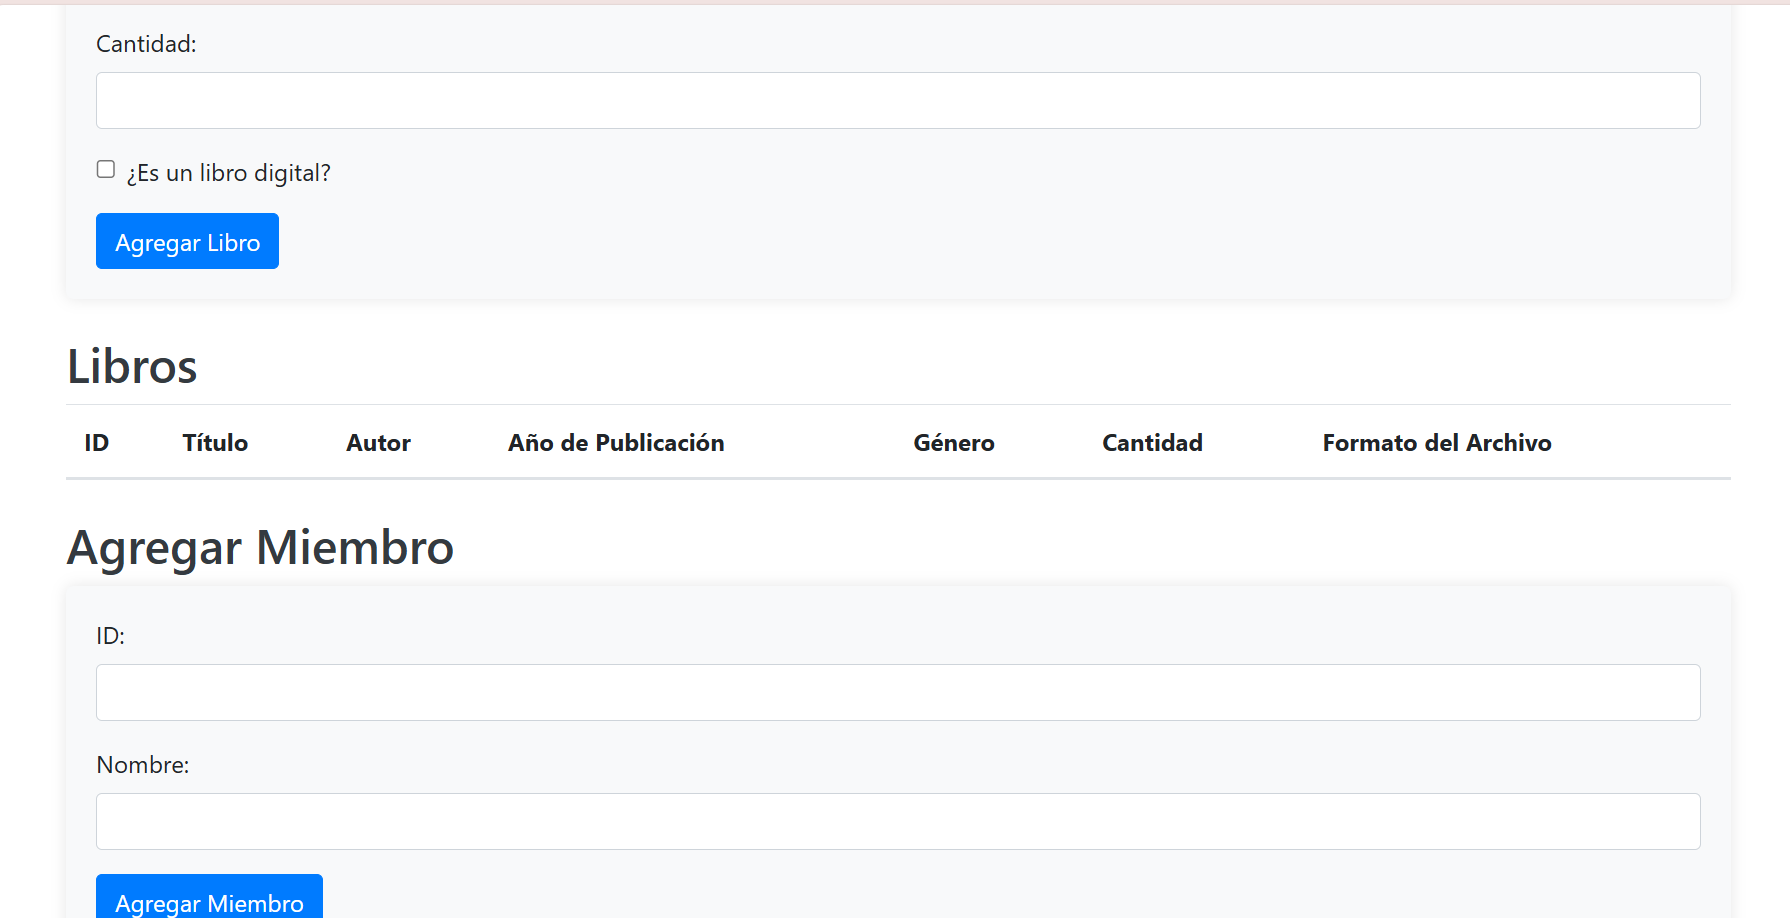 Cantidad:
¿Es un libro digital?
Agregar Libro
Libros
ID Título Autor Año de Publicación Género Cantidad Formato del Archivo
Agregar Miembro
ID:
Nombre:
Agregar Miembro